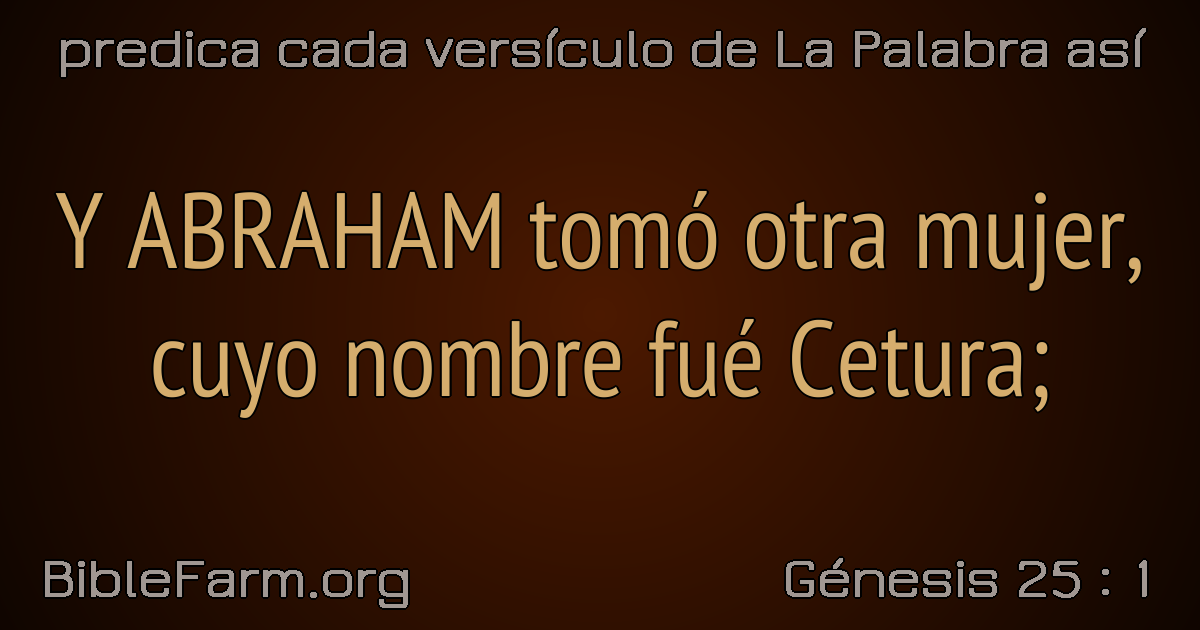 predica cada versículo de La Palabra así
Y ABRAHAM tomó otra mujer,
cuyo nombre fué Cetura;
BibleFarm.org
Génesis 25 : 1